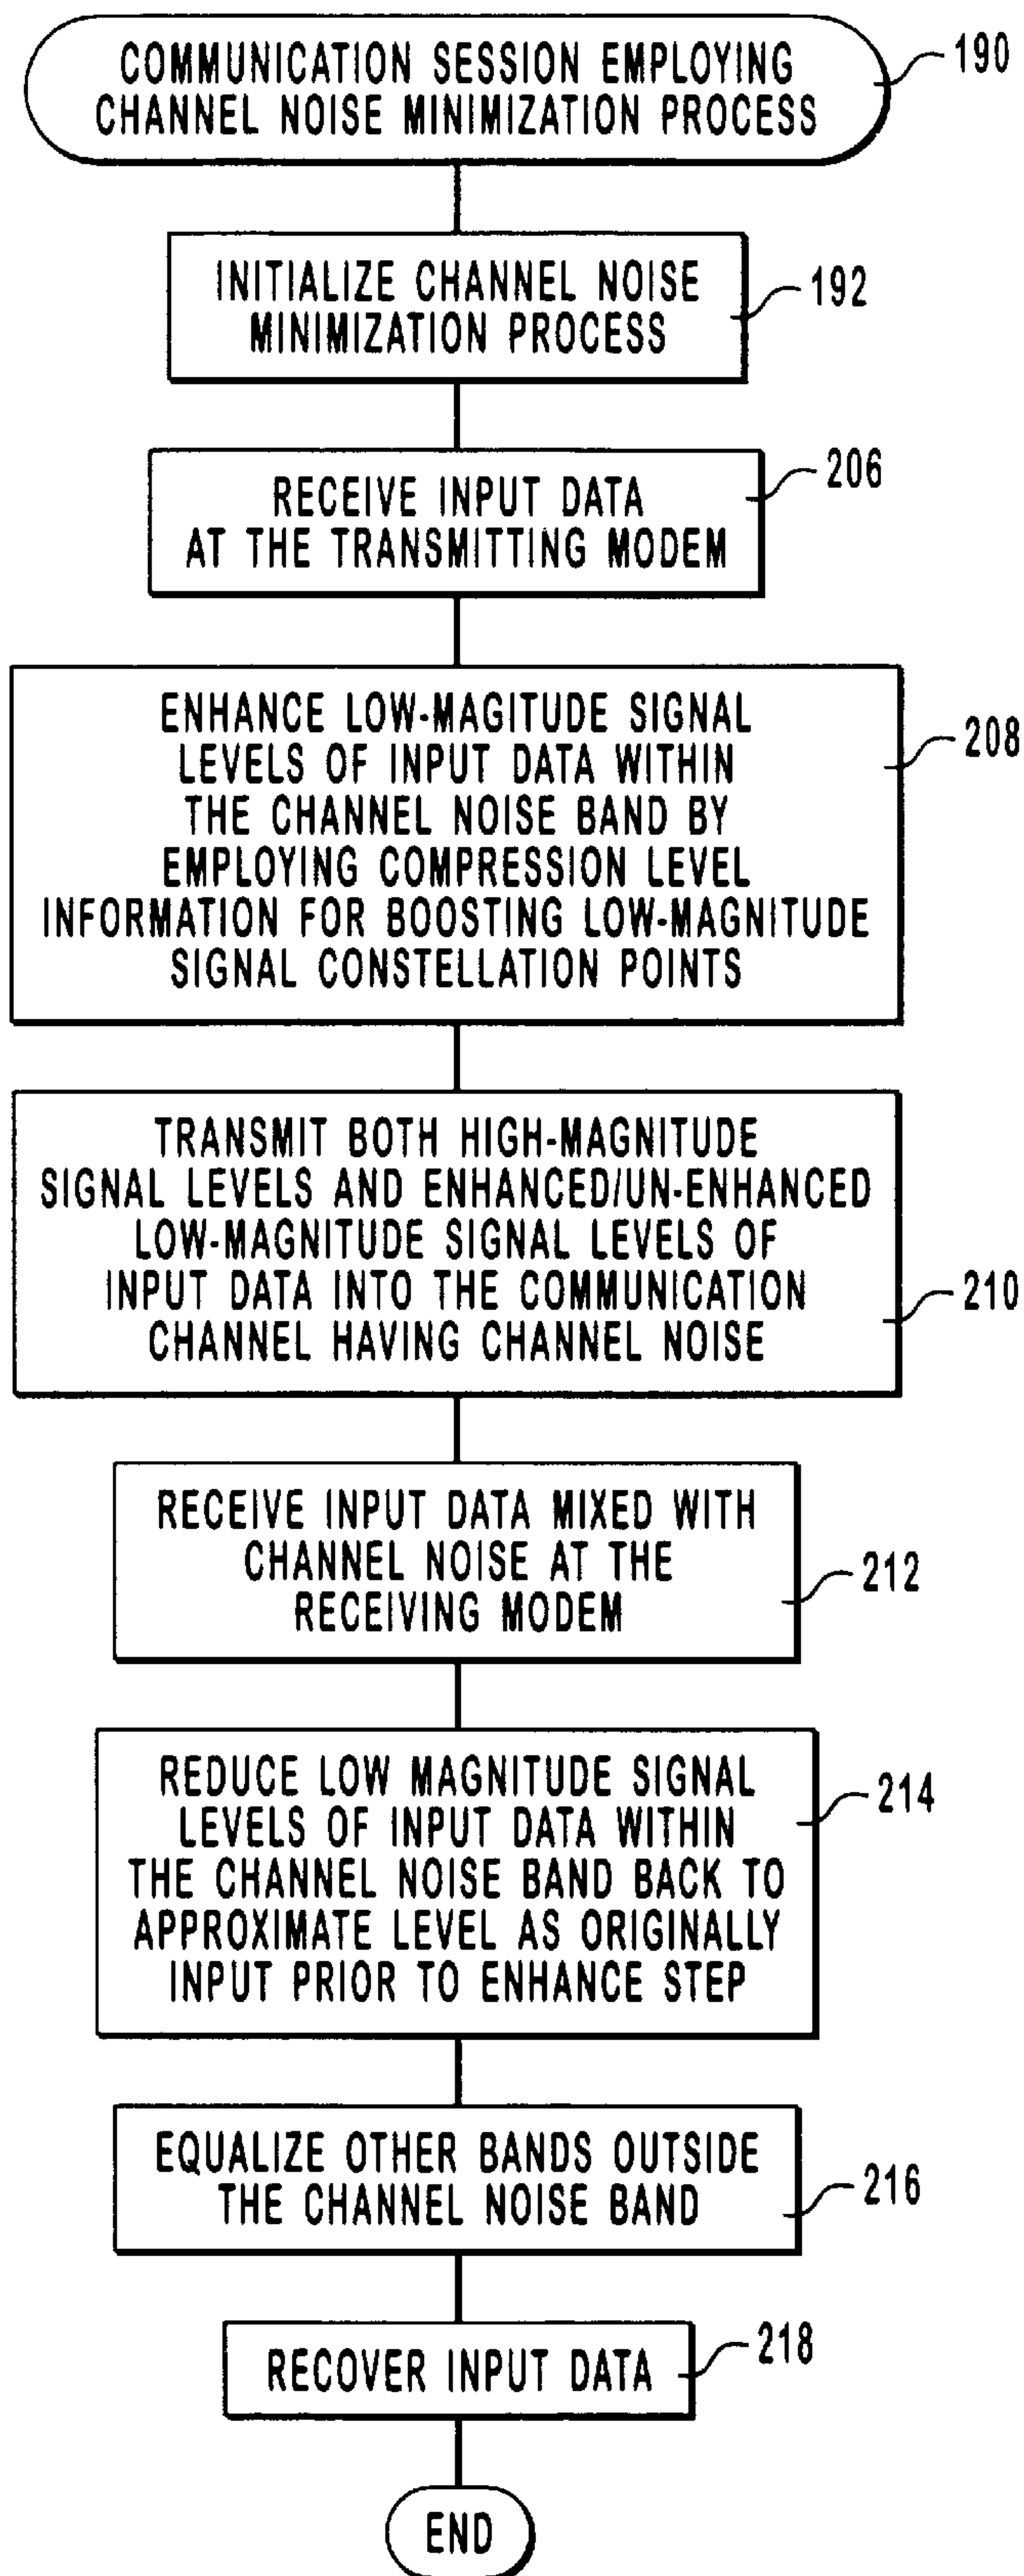 COMMUNICATION SESSION EMPLOYING
CHANNEL NOISE MINIMIZATION PROCESS
190
INITIALIZE CHANNEL NOISE
MINIMIZATION PROCESS
192
RECEIVE INPUT DATA
AT THE TRANSMITTING MODEM
206
ENHANCE LOW-MAGITUDE SIGNAL
LEVELS OF INPUT DATA WITHIN
THE CHANNEL NOISE BAND BY
EMPLOYING COMPRESSION LEVEL
INFORMATION FOR BOOSTING LOW-MAGNITUDE
SIGNAL CONSTELLATION POINTS
208
TRANSMIT BOTH HIGH-MAGNITUDE
SIGNAL LEVELS AND ENHANCED/UN-ENHANCED
LOW-MAGNITUDE SIGNAL LEVELS OF
INPUT DATA INTO THE COMMUNICATION
CHANNEL HAVING CHANNEL NOISE
210
RECEIVE INPUT DATA MIXED WITH
CHANNEL NOISE AT THE
RECEIVING MODEM
212
REDUCE LOW MAGNITUDE SIGNAL
LEVELS OF INPUT DATA WITHIN
THE CHANNEL NOISE BAND BACK TO
APPROXIMATE LEVEL AS ORIGINALLY
INPUT PRIOR TO ENHANCE STEP
214
EQUALIZE OTHER BANDS OUTSIDE
THE CHANNEL NOISE BAND
216
RECOVER INPUT DATA
218
END